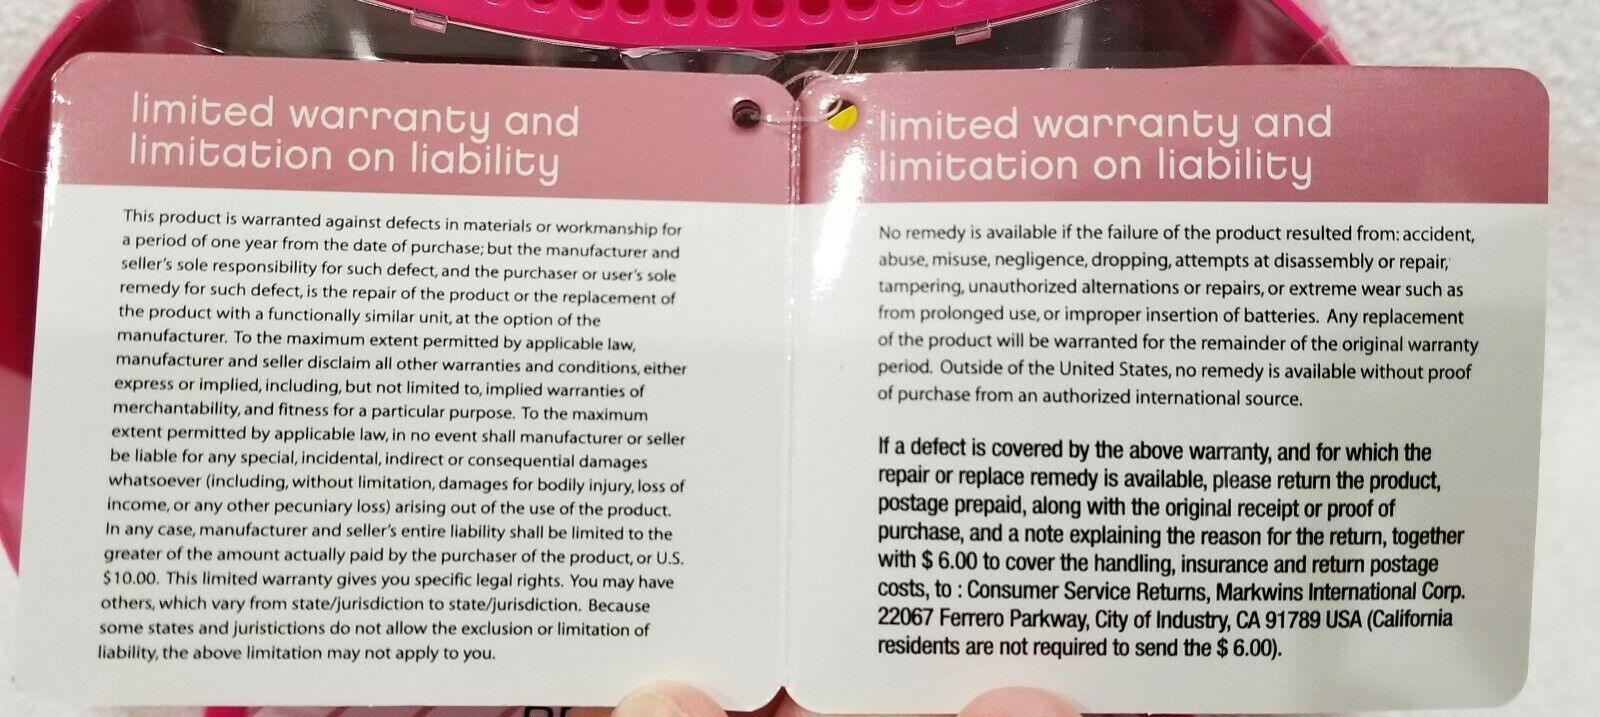 limited warranty and
limitation on liability
This product is warranted against defects in materials or workmanship for
a period of one year from the date of purchase; but the manufacturer and
seller's sole responsibility for such defect, and the purchaser or user's sole
remedy for such defect, is the repair of the product or the replacement of
the product with a functionally similar unit, at the option of the
manufacturer. To the maximum extent permitted by applicable law,
manufacturer and seller disclaim all other warranties and conditions, either
express or implied, including, but not limited to, implied warranties of
merchantability, and fitness for a particular purpose. To the maximum
extent permitted by applicable law, in no event shall manufacturer or seller
be liable for any special, incidental, indirect or consequential damages
whatsoever (including, without limitation, damages for bodily injury, loss of
income, or any other pecuniary loss) arising out of the use of the product.
In any case, manufacturer and seller's entire liability shall be limited to the
greater of the amount actually paid by the purchaser of the product, or U.S.
$10.00. This limited warranty gives you specific legal rights. You may have
others, which vary from state/jurisdiction to state/jurisdiction. Because
some states and juristictions do not allow the exclusion or limitation of
liability, the above limitation may not apply to you.
limited warranty and
limitation on liability
No remedy is available if the failure of the product resulted from: accident,
abuse, misuse, negligence, dropping, attempts at disassembly or repair,
tampering, unauthorized alternations or repairs, or extreme wear such as
from prolonged use, or improper insertion of batteries. Any replacement
of the product will be warranted for the remainder of the original warranty
period. Outside of the United States, no remedy is available without proof
of purchase from an authorized international source.
If a defect is covered by the above warranty, and for which the
repair or replace remedy is available, please return the product,
postage prepaid, along with the original receipt or proof of
purchase, and a note explaining the reason for the return, together
with $ 6.00 to cover the handling, insurance and return postage
costs, to : Consumer Service Returns, Markwins International Corp.
22067 Ferrero Parkway, City of Industry, CA 91789 USA (California
residents are not required to send the $ 6.00).